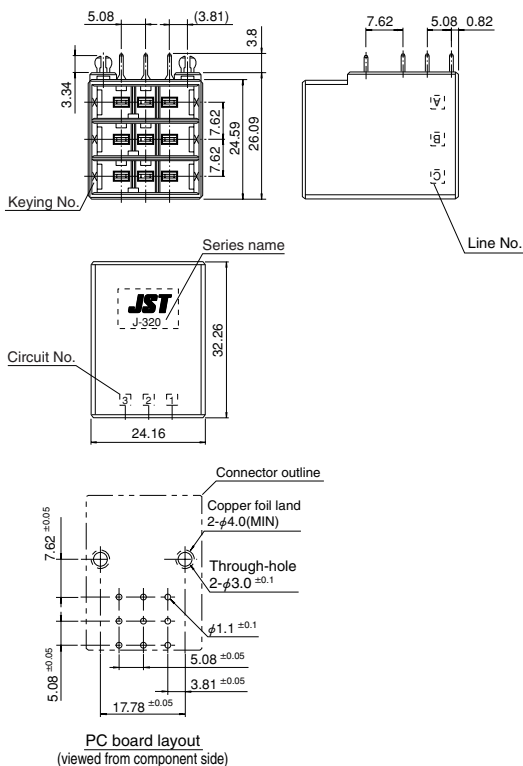 5.08
(3.81)
3.8
3.34
7.62
7.62
24.59
26.09
Keying No.
7.62
5.08
0.82
A
B
C
Line No.
Series name
JST
J-320
Circuit No.
3
2
1
32.26
24.16
Connector outline
Copper foil land
2-φ4.0(MIN)
Through-hole
2-φ3.0 ±0.1
φ1.1 ±0.1
7.62 ±0.05
5.08 ±0.05
5.08 ±0.05
3.81 ±0.05
17.78 ±0.05
PC board layout
(viewed from component side)